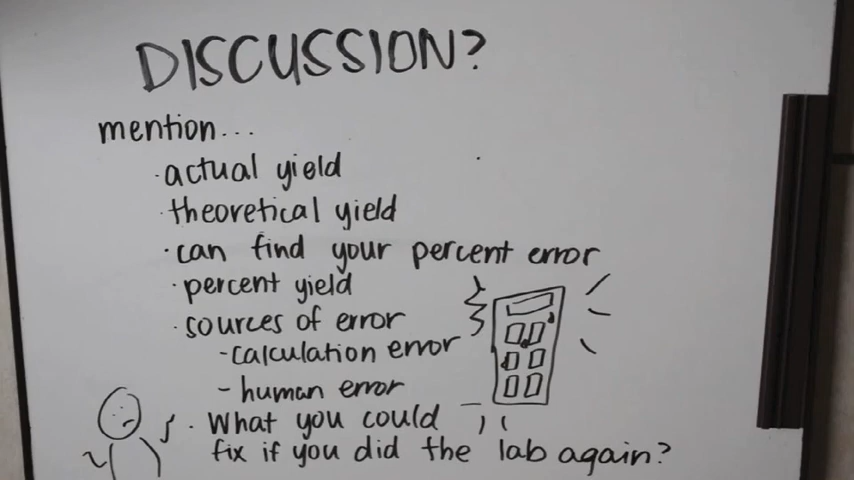 DISCUSSION?
mention...
· actual yield
· theoretical yield
· can find your percent error
· percent yield
· sources of error
- calculation error
- human error
· What you could
fix if you did the lab again?